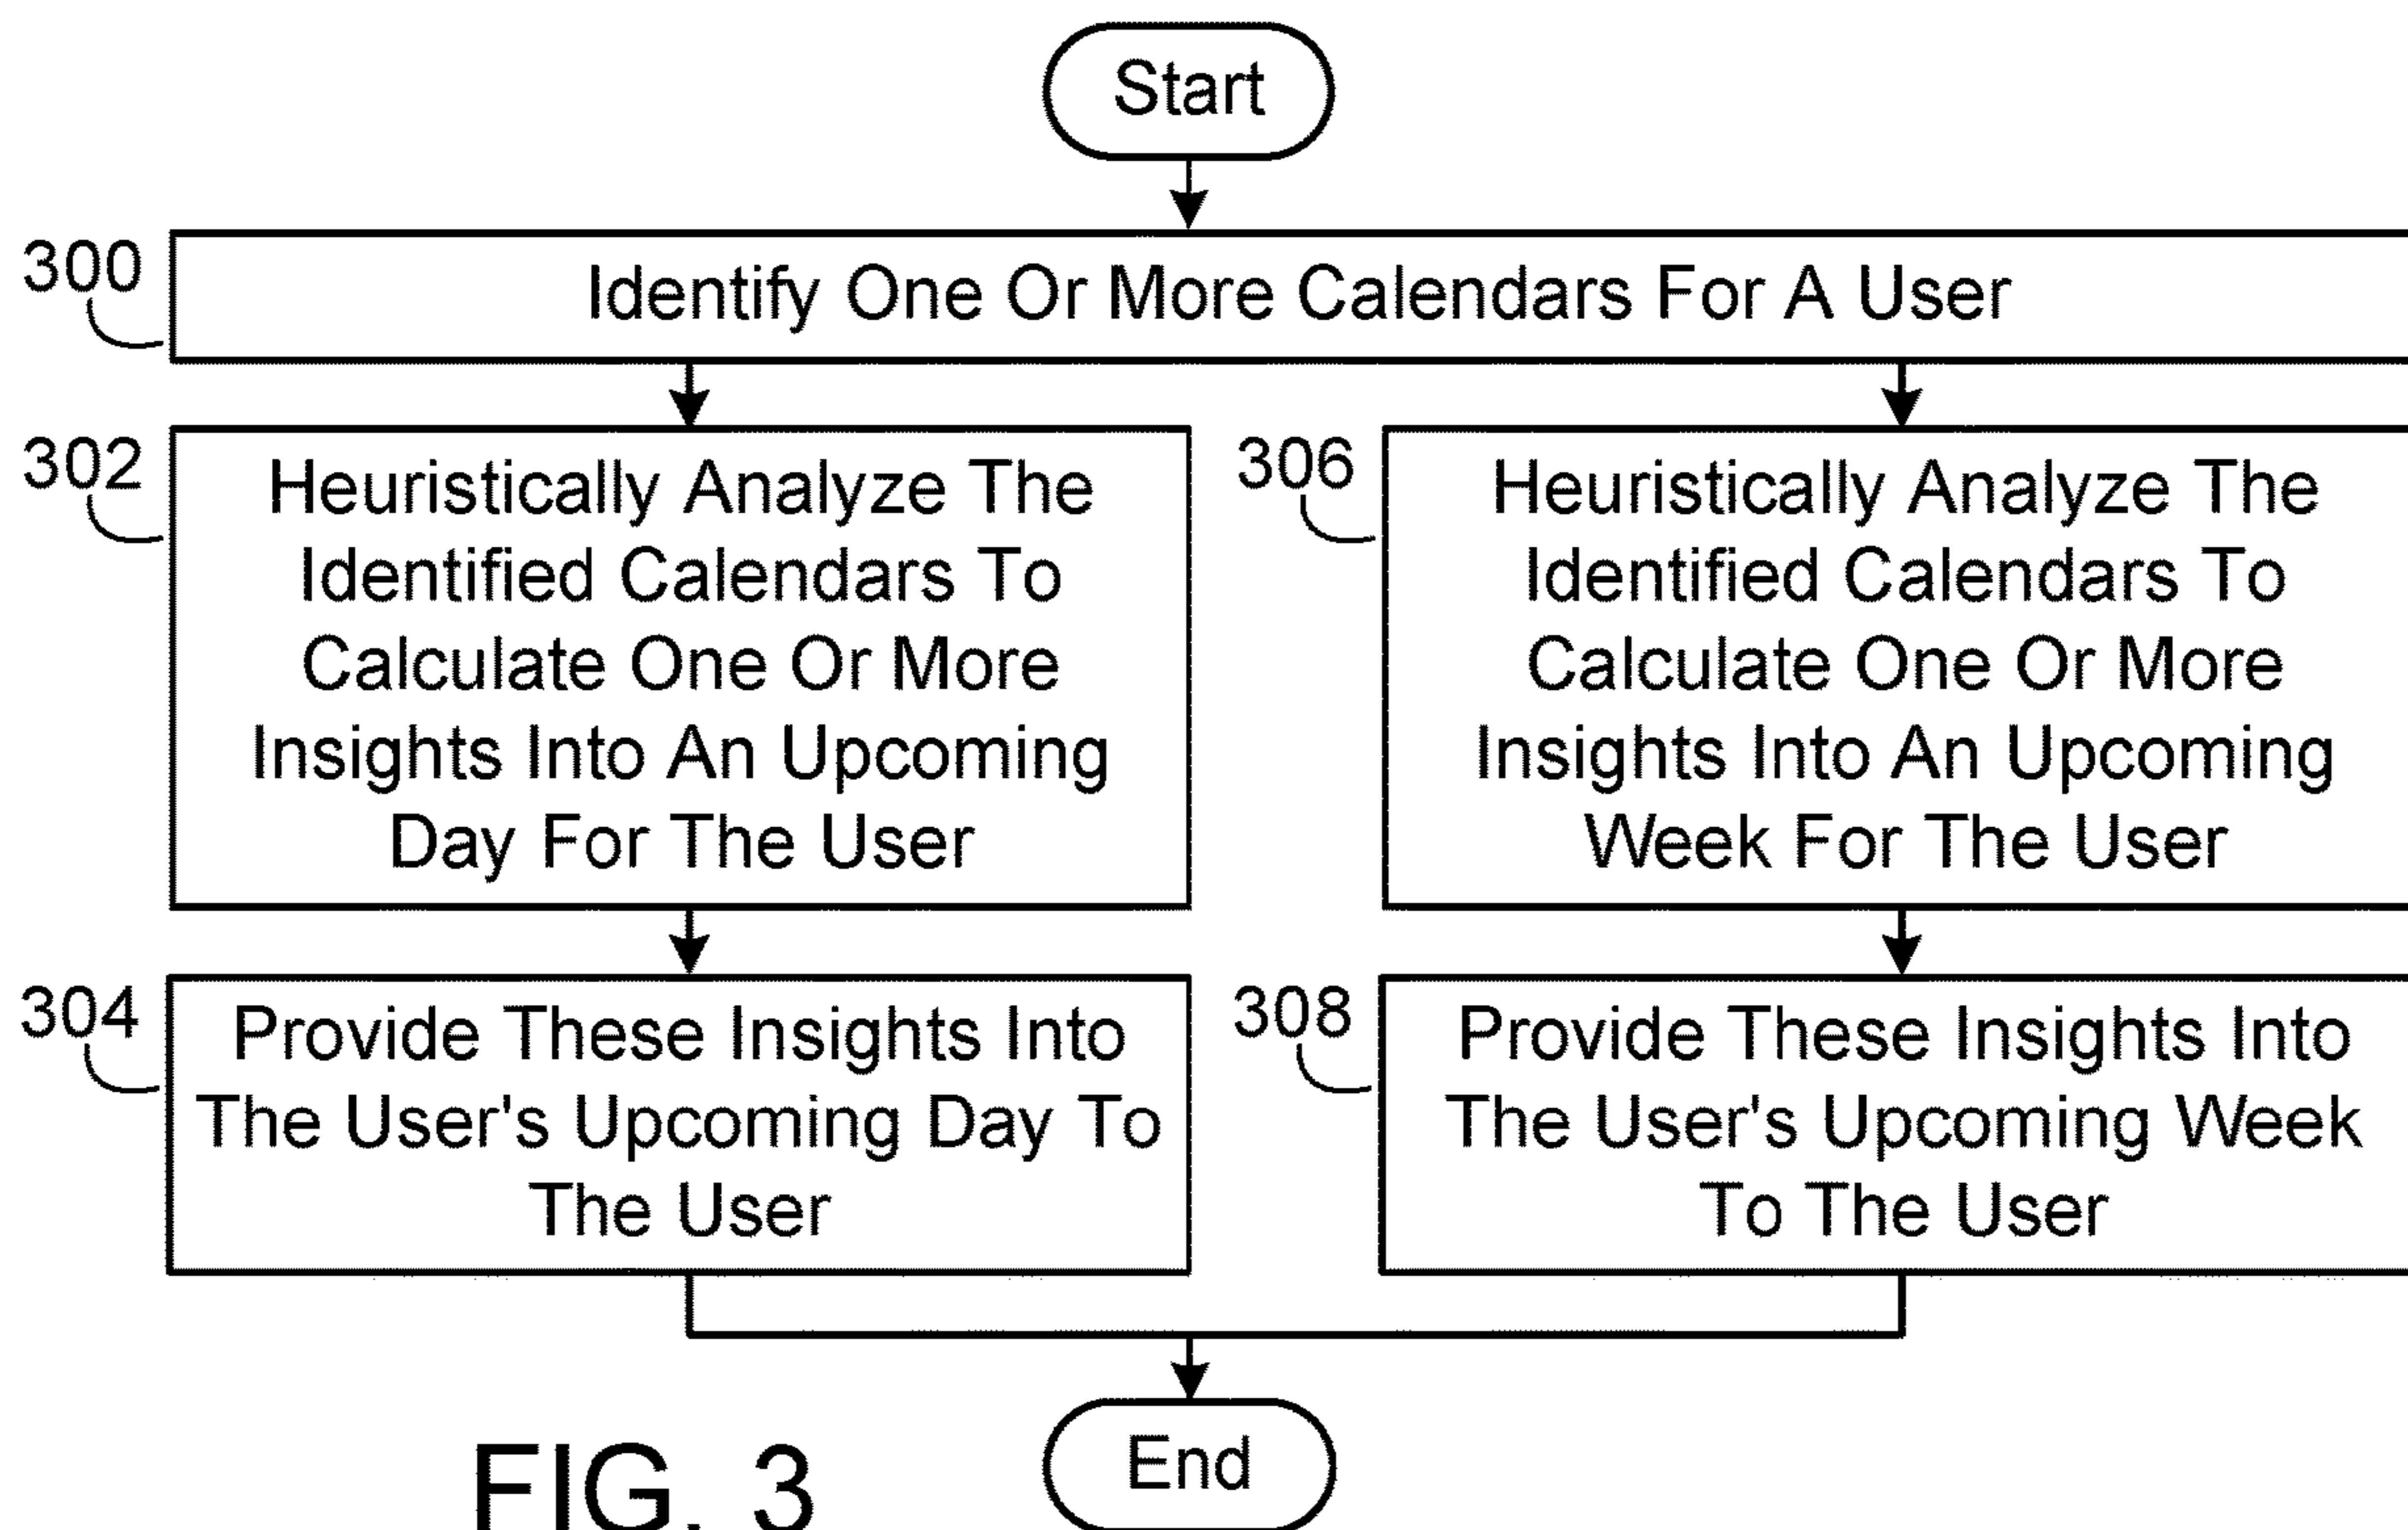 Start
300
Identify One Or More Calendars For A User
302
Heuristically Analyze The
Identified Calendars To
Calculate One Or More
Insights Into An Upcoming
Day For The User
306
Heuristically Analyze The
Identified Calendars To
Calculate One Or More
Insights Into An Upcoming
Week For The User
304
Provide These Insights Into
The User's Upcoming Day To
The User
308
Provide These Insights Into
The User's Upcoming Week
To The User
End
FIG. 3